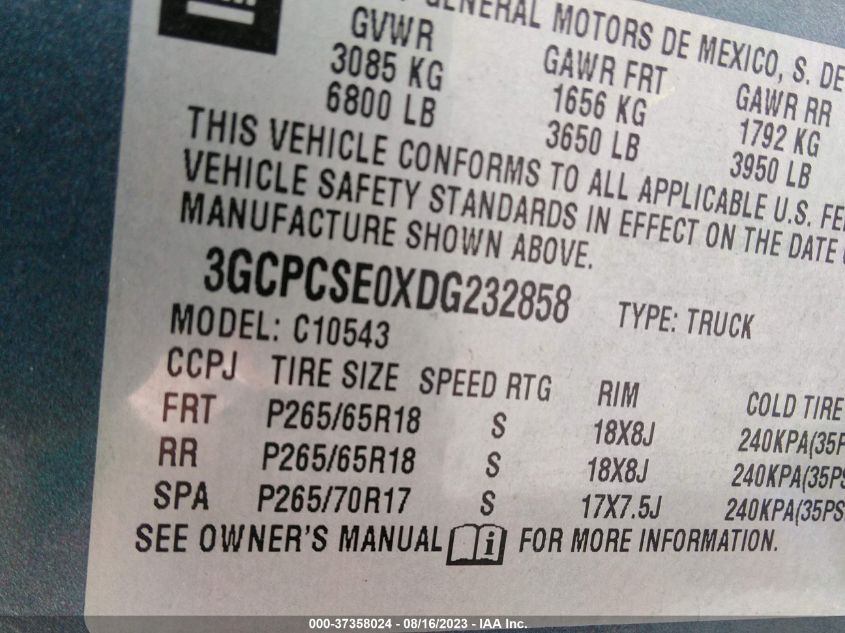 GENERAL MOTORS DE MEXICO, S. DE
GVWR GAWR FRT GAWR RR
3085 KG 1656 KG 1792 KG
6800 LB 3650 LB 3950 LB
THIS VEHICLE CONFORMS TO ALL APPLICABLE U.S.
VEHICLE SAFETY STANDARDS IN EFFECT ON THE DATE
MANUFACTURE SHOWN ABOVE.
3GCPCSE0XDG232858 TYPE: TRUCK
MODEL: C10543
CCPJ TIRE SIZE SPEED RTG RIM COLD TIRE
FRT P265/65R18 S 18X8J 240KPA(35P
RR P265/65R18 S 18X8J 240KPA(35PS
SPA P265/70R17 S 17X7.5J 240KPA(35PS
SEE OWNER'S MANUAL i FOR MORE INFORMATION.
000-37358024 - 08/16/2023 - IAA Inc.